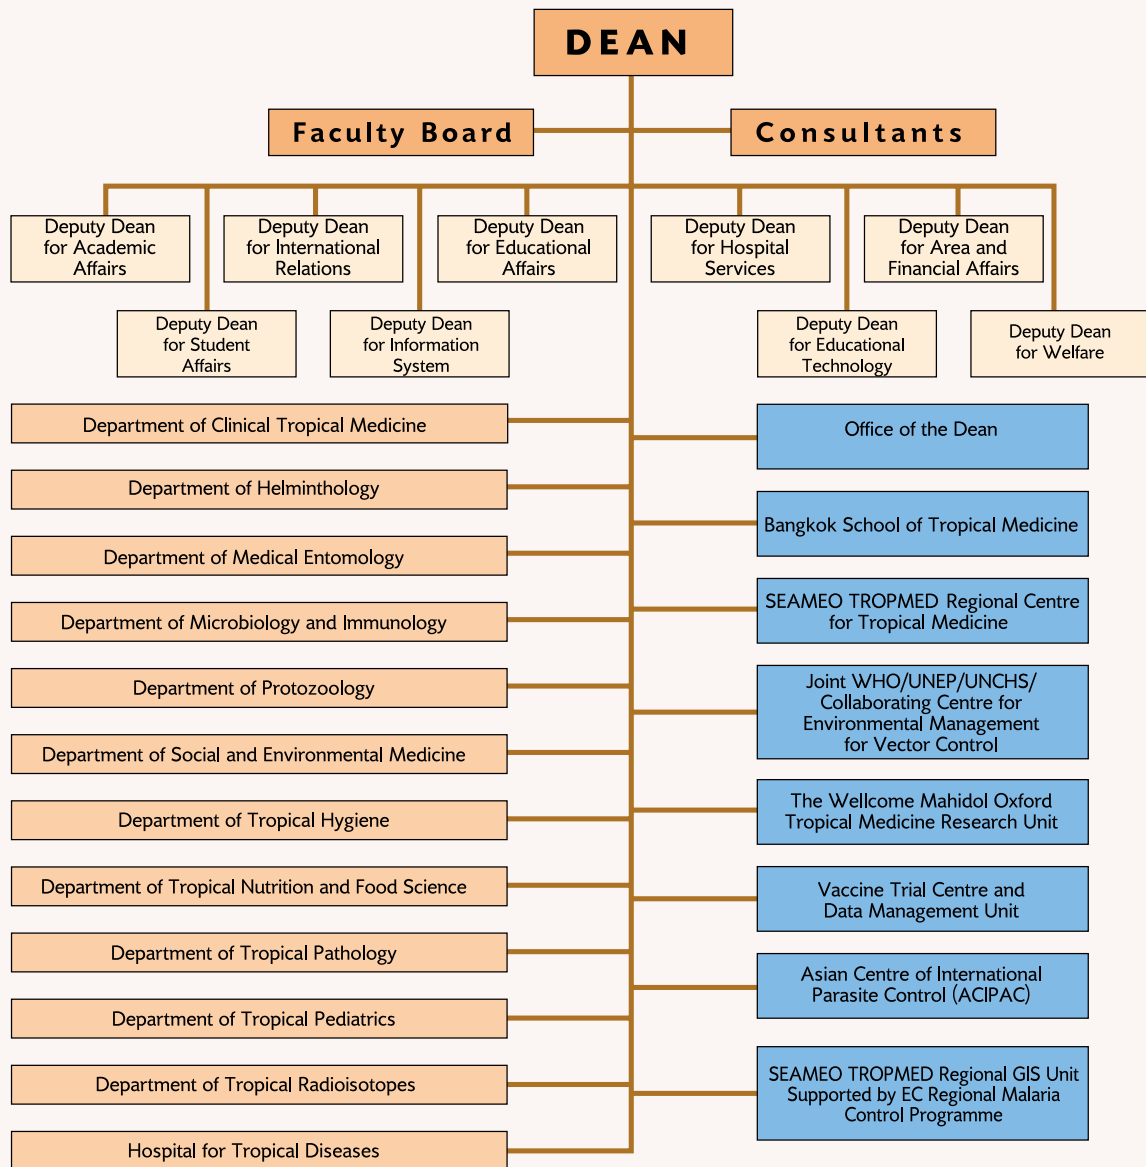 DEAN
Faculty Board
Consultants
Deputy Dean
for Academic
Affairs
Deputy Dean
for International
Relations
Deputy Dean
for Educational
Affairs
Deputy Dean
for Hospital
Services
Deputy Dean
for Area and
Financial Affairs
Deputy Dean
for Student
Affairs
Deputy Dean
for Information
System
Deputy Dean
for Educational
Technology
Deputy Dean
for Welfare
Department of Clinical Tropical Medicine
Department of Helminthology
Department of Medical Entomology
Department of Microbiology and Immunology
Department of Protozoology
Department of Social and Environmental Medicine
Department of Tropical Hygiene
Department of Tropical Nutrition and Food Science
Department of Tropical Pathology
Department of Tropical Pediatrics
Department of Tropical Radioisotopes
Hospital for Tropical Diseases
Office of the Dean
Bangkok School of Tropical Medicine
SEAMEO TROPMED Regional Centre
for Tropical Medicine
Joint WHO/UNEP/UNCHS/
Collaborating Centre for
Environmental Management
for Vector Control
The Wellcome Mahidol Oxford
Tropical Medicine Research Unit
Vaccine Trial Centre and
Data Management Unit
Asian Centre of International
Parasite Control (ACIPAC)
SEAMEO TROPMED Regional GIS Unit
Supported by EC Regional Malaria
Control Programme